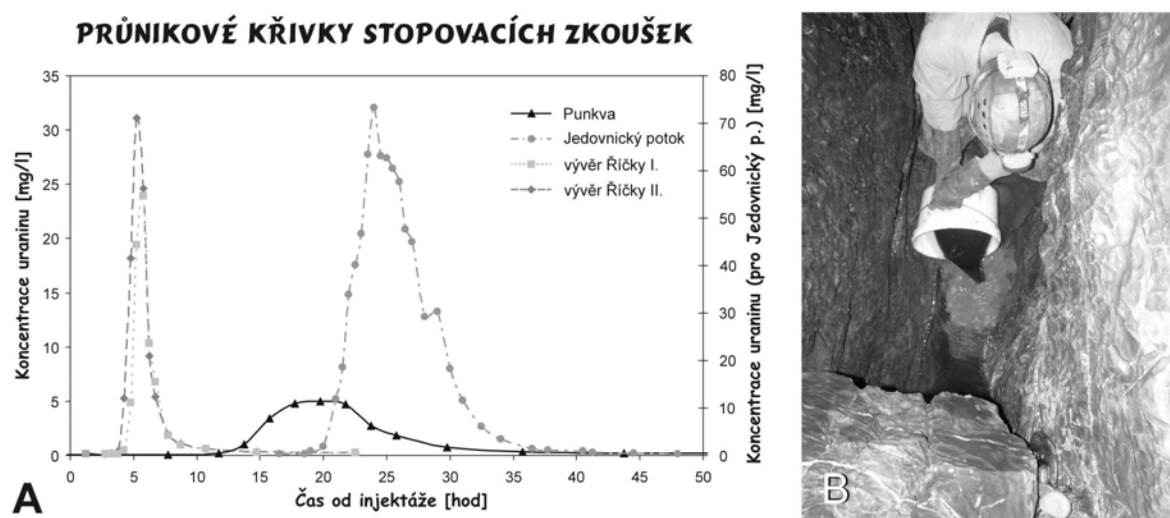 PRŮNIKOVÉ KŘIVKY STOPOVACÍCH ZKOUŠEK
Koncentrace uraninu [mg/l]
35
30
25
20
15
10
5
0
Punkva
Jedovnický potok
vývěr Říčky I.
vývěr Říčky II.
80
70
60
50
40
30
20
10
0
Koncentrace uraninu (pro Jedovnický p.) [mg/l]
0 5 10 15 20 25 30 35 40 45 50
Čas od injektáže [hod]
A
B